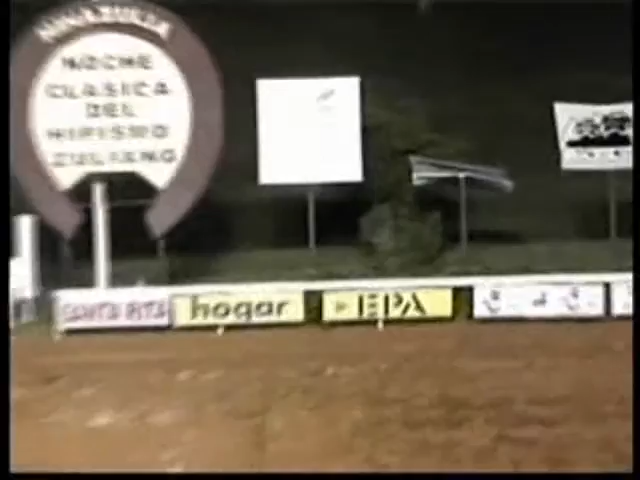 NOCHE
CLASICA
DEL
HIPISMO
ZULIANO
SANTA RITA
hogar
EPA